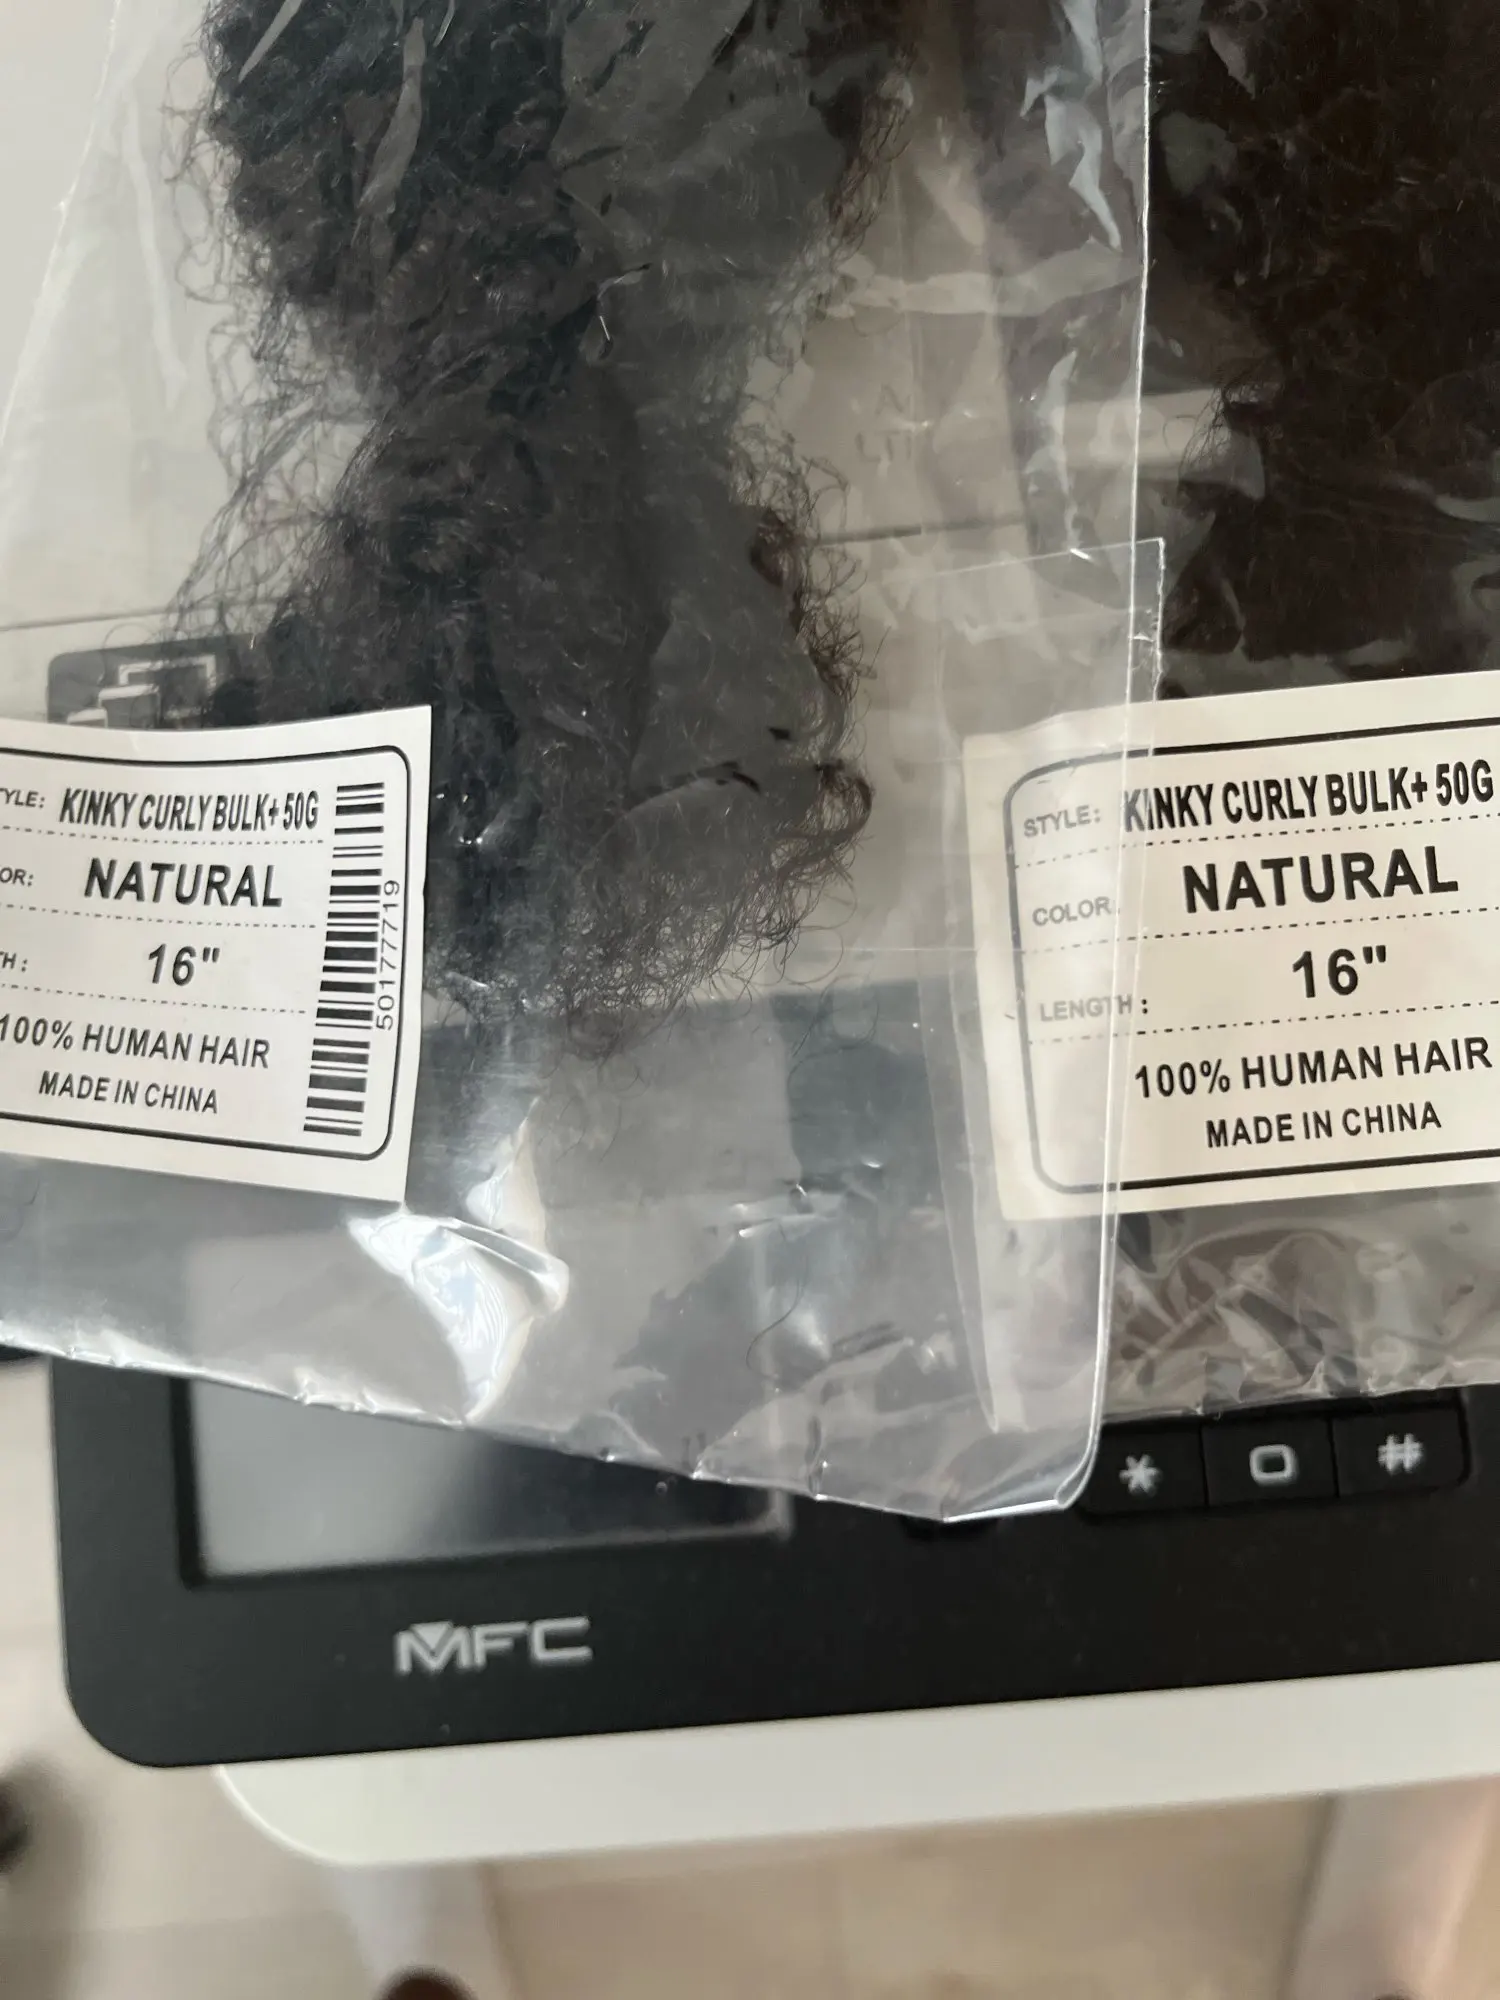 YLE: KINKY CURLY BULK+ 50G
OR: NATURAL
H: 16"
100% HUMAN HAIR
MADE IN CHINA
50177719
STYLE: KINKY CURLY BULK+ 50G
COLOR: NATURAL
LENGTH: 16"
100% HUMAN HAIR
MADE IN CHINA
* 0 #
MFC